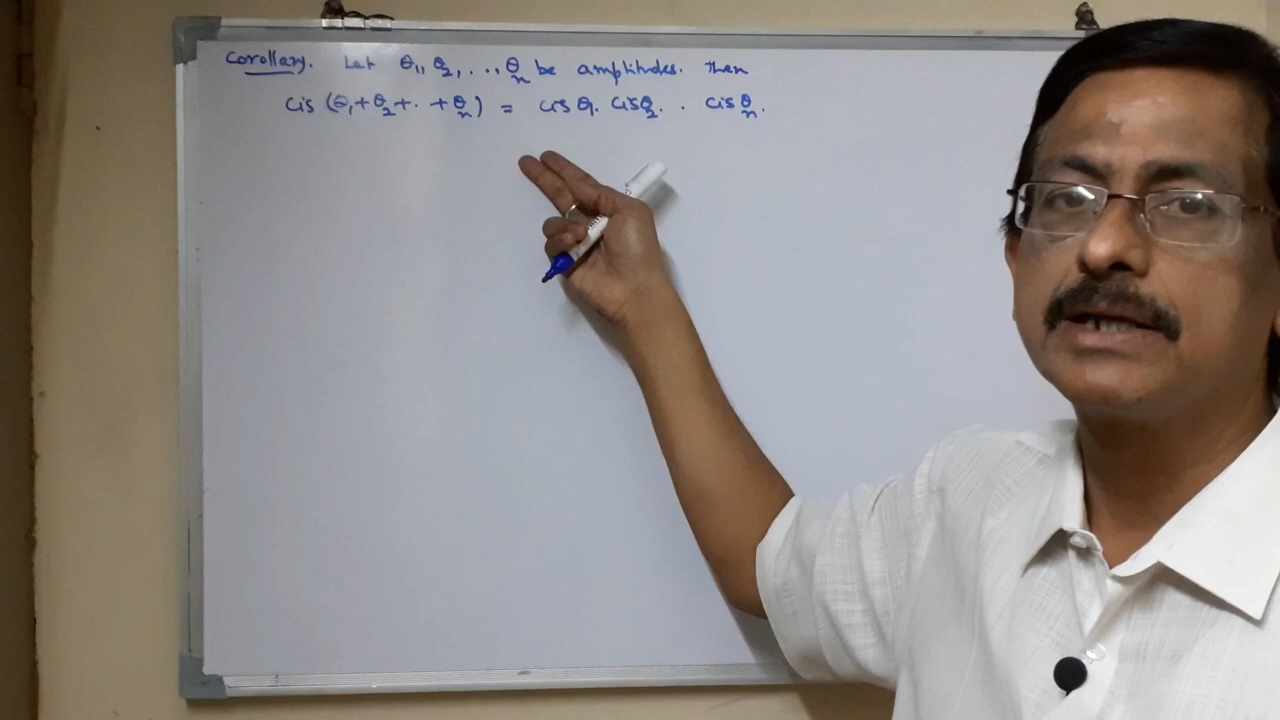 Corollary. Let θ₁, θ₂, ..., θₙ be amplitudes. Then
cis (θ₁+θ₂+..+θₙ) = cis θ₁. cis θ₂. . cis θₙ.